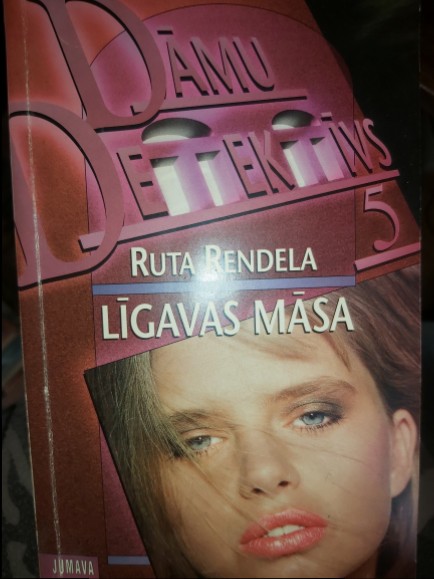 DĀMU
DETEKTĪVS
5
RUTA RENDELA
LĪGAVAS MĀSA
JUMAVA